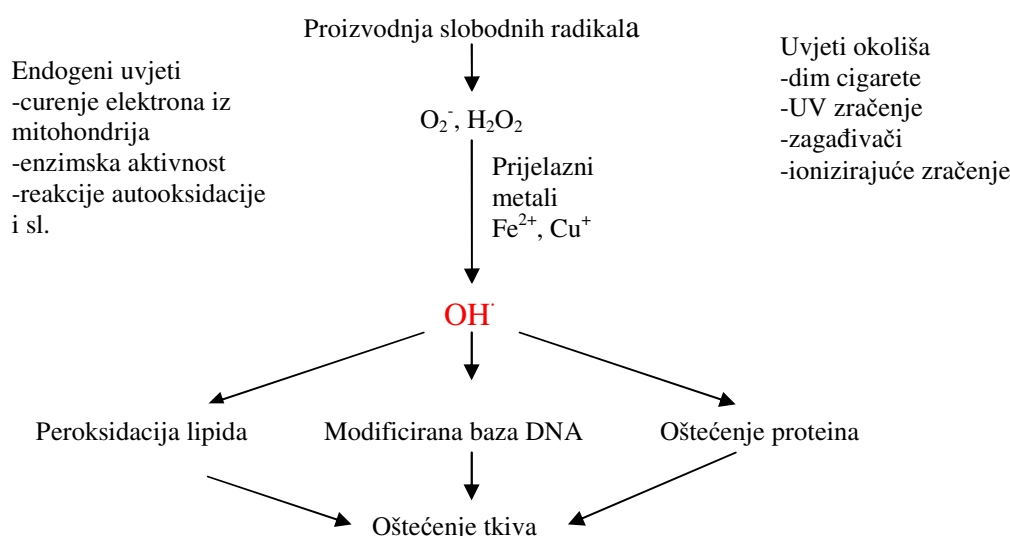 Proizvodnja slobodnih radikala
Endogeni uvjeti
-curenje elektrona iz
mitohondrija
-enzimska aktivnost
-reakcije autooksidacije
i sl.
Uvjeti okoliša
-dim cigarete
-UV zračenje
-zagađivači
-ionizirajuće zračenje
O₂⁻, H₂O₂
Prijelazni
metali
Fe²⁺, Cu⁺
OH˙
Peroksidacija lipida
Modificirana baza DNA
Oštećenje proteina
Oštećenje tkiva